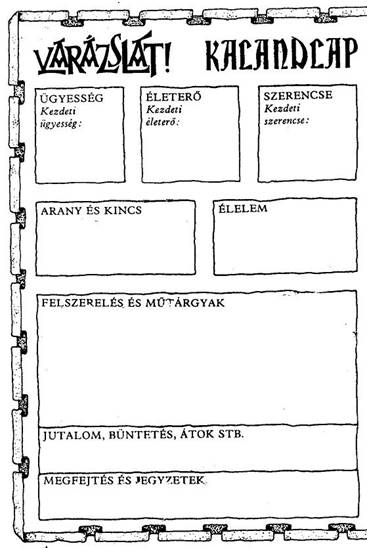 VARÁZSLAT! KALANDLAP
ÜGYESSÉG
Kezdeti
ügyesség:
ÉLETERŐ
Kezdeti
életerő:
SZERENCSE
Kezdeti
szerencse:
ARANY ÉS KINCS
ÉLELEM
FELSZERELÉS ÉS MŰTÁRGYAK
JUTALOM, BÜNTETÉS, ÁTOK STB.
MEGFEJTÉS ÉS JEGYZETEK